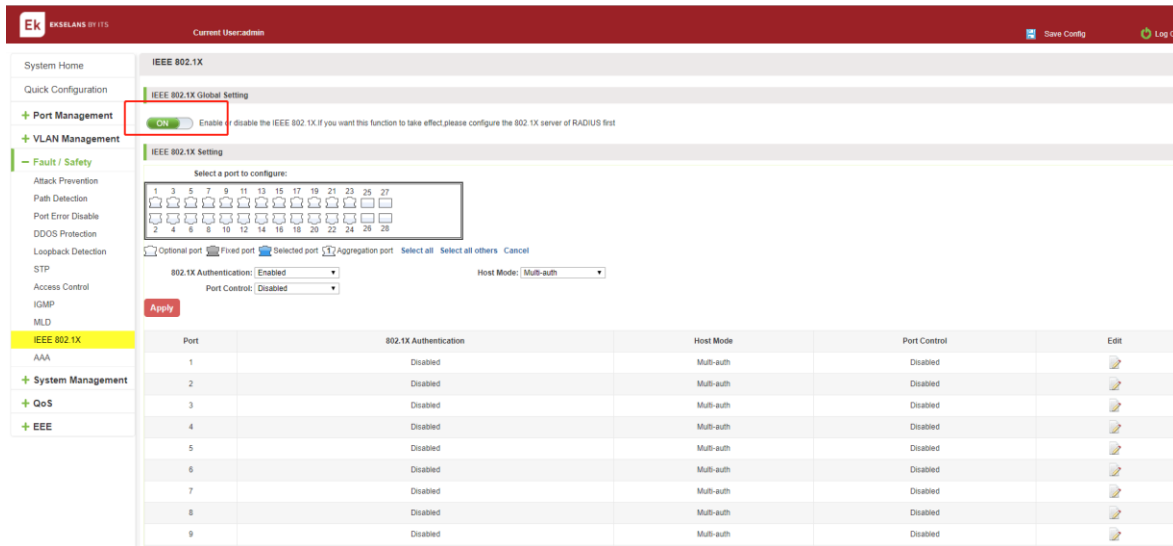 Ek EKSELANS BY ITS
Current User:admin
Save Config
Log
System Home
Quick Configuration
+ Port Management
+ VLAN Management
− Fault / Safety
Attack Prevention
Path Detection
Port Error Disable
DDOS Protection
Loopback Detection
STP
Access Control
IGMP
MLD
IEEE 802.1X
AAA
+ System Management
+ QoS
+ EEE
IEEE 802.1X
IEEE 802.1X Global Setting
ON Enable or disable the IEEE 802.1X.If you want this function to take effect,please configure the 802.1X server of RADIUS first
IEEE 802.1X Setting
Select a port to configure:
1 3 5 7 9 11 13 15 17 19 21 23 25 27
2 4 6 8 10 12 14 16 18 20 22 24 26 28
Optional port Fixed port Selected port 1 Aggregation port Select all Select all others Cancel
802.1X Authentication: Enabled Host Mode: Multi-auth
Port Control: Disabled
Apply
Port 802.1X Authentication Host Mode Port Control Edit
1 Disabled Multi-auth Disabled
2 Disabled Multi-auth Disabled
3 Disabled Multi-auth Disabled
4 Disabled Multi-auth Disabled
5 Disabled Multi-auth Disabled
6 Disabled Multi-auth Disabled
7 Disabled Multi-auth Disabled
8 Disabled Multi-auth Disabled
9 Disabled Multi-auth Disabled